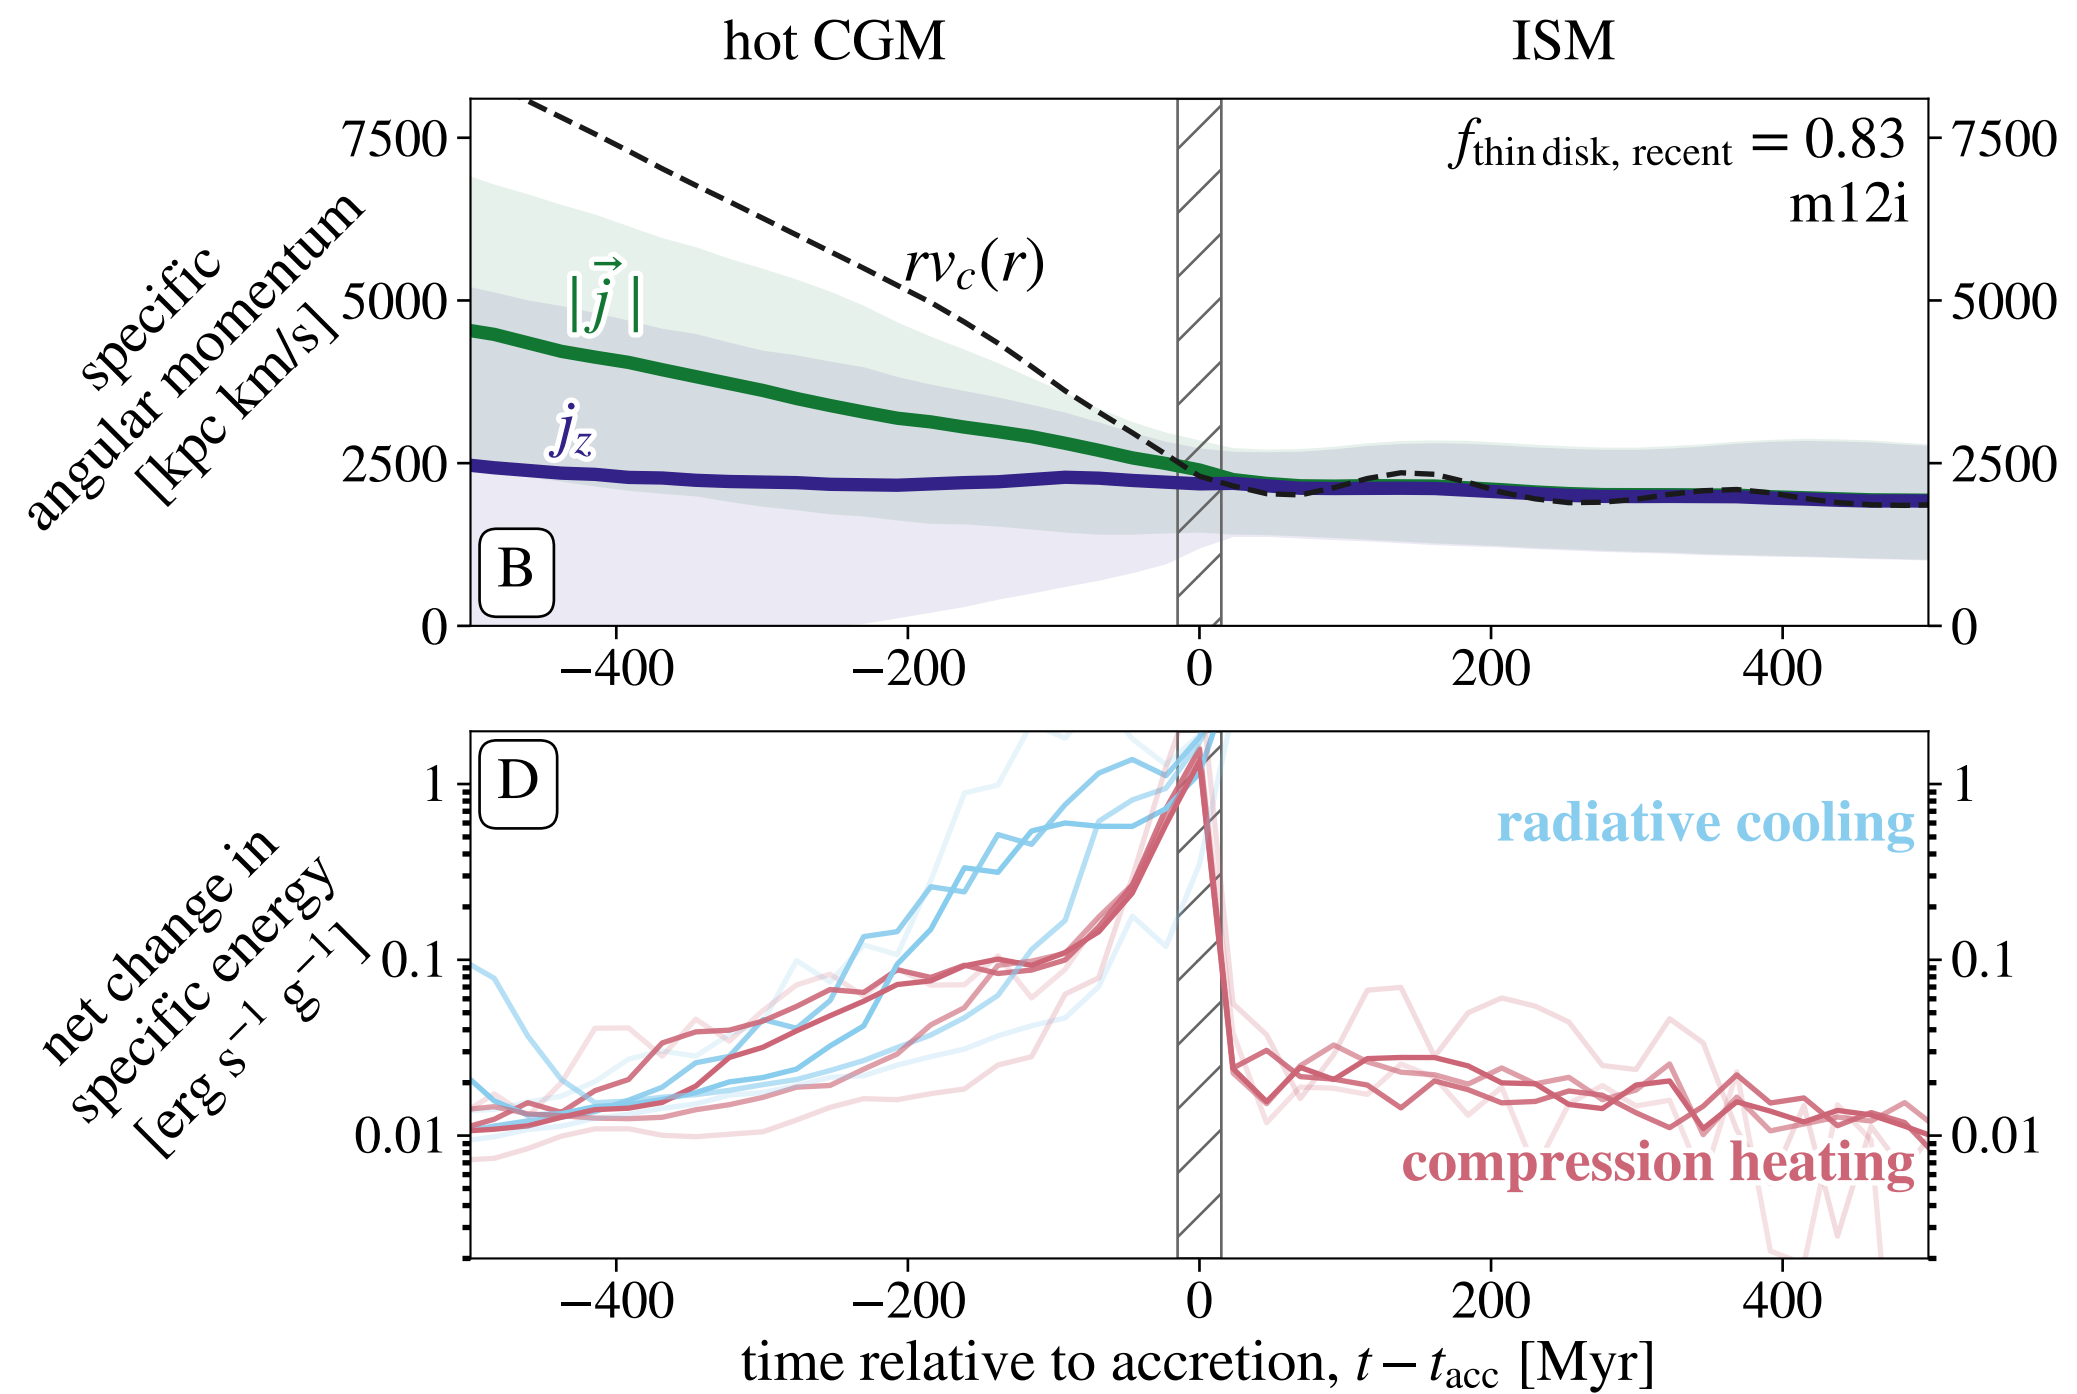 hot CGM
ISM
7500
5000
2500
0
specific
angular momentum
[kpc km/s]
|j⃗|
j_z
rv_c(r)
f_thin disk, recent = 0.83
m12i
B
7500
5000
2500
0
−400
−200
0
200
400
D
1
0.1
0.01
net change in
specific energy
[erg s⁻¹ g⁻¹]
radiative cooling
compression heating
1
0.1
0.01
−400
−200
0
200
400
time relative to accretion, t − t_acc [Myr]